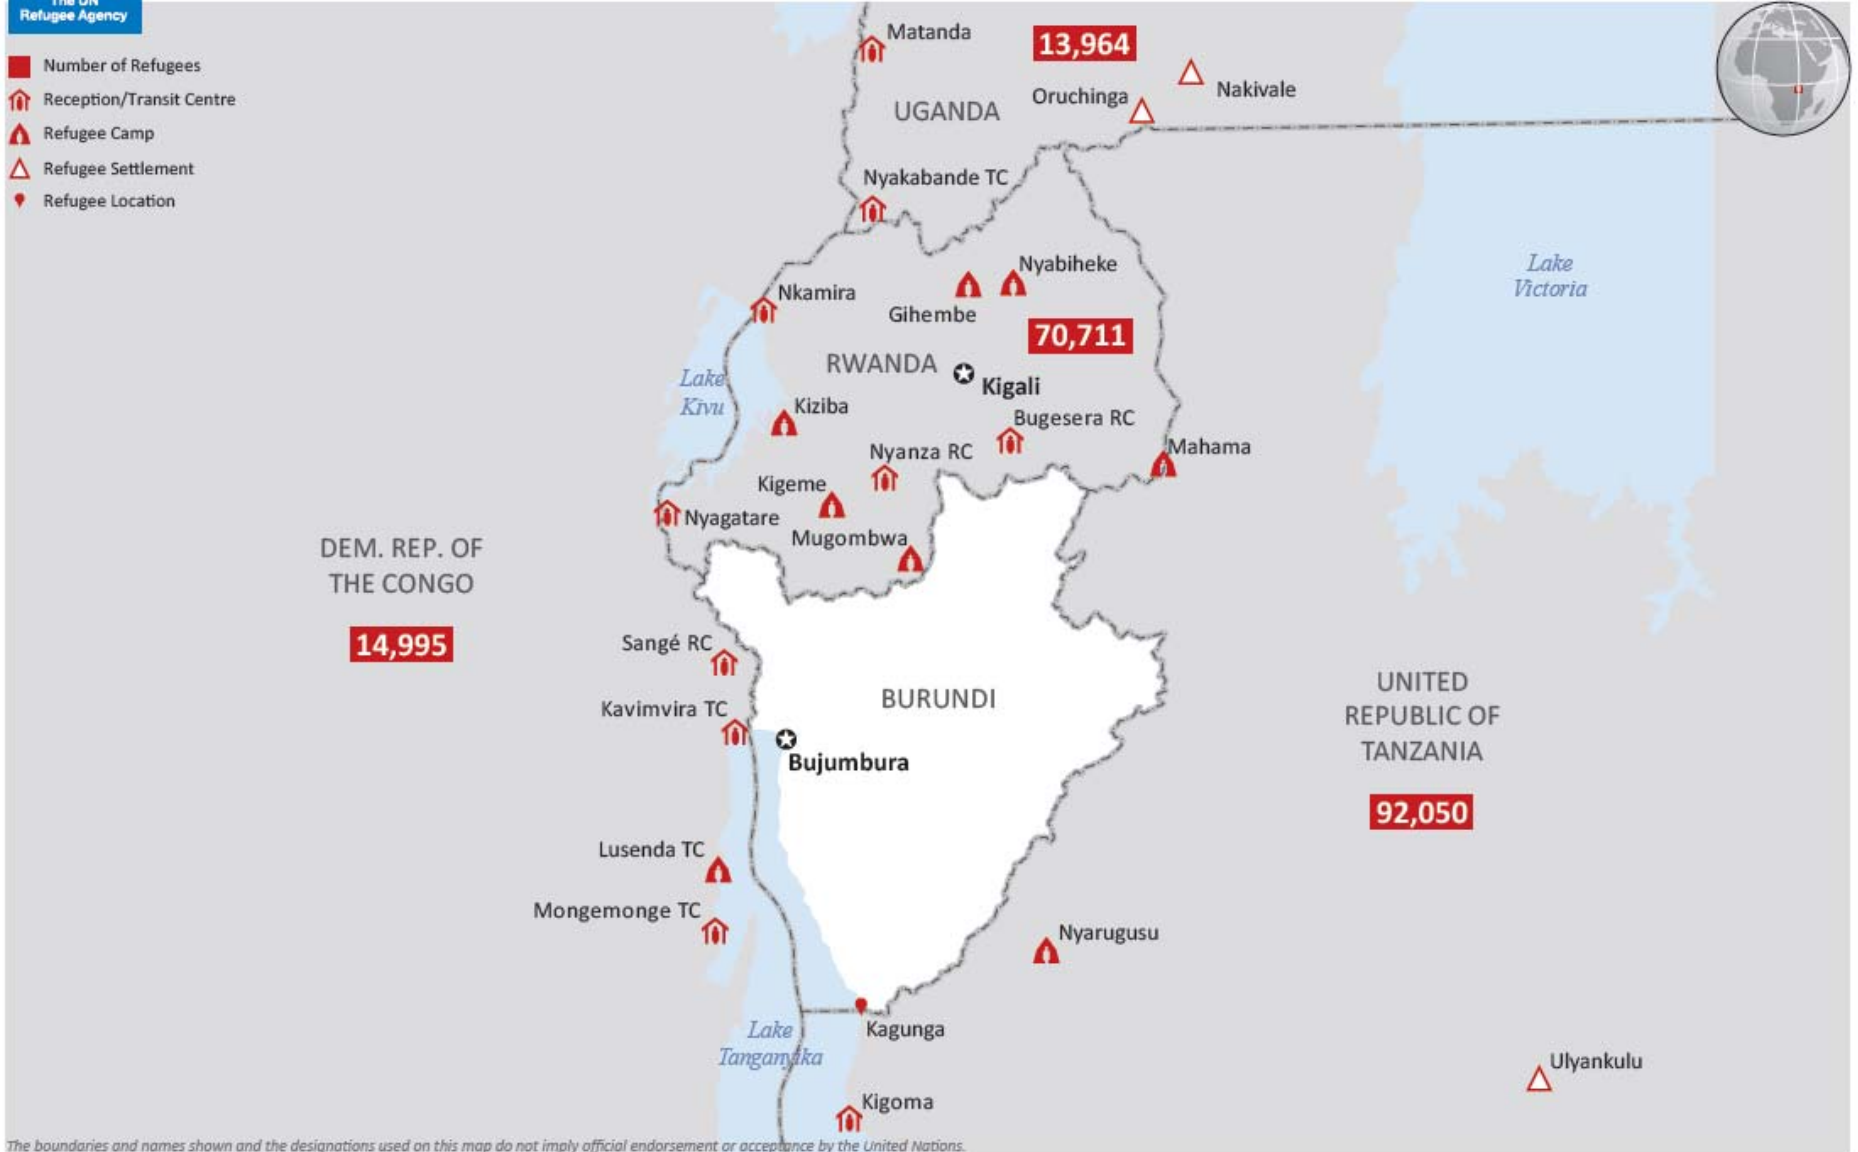 The UN
Refugee Agency
Number of Refugees
Reception/Transit Centre
Refugee Camp
Refugee Settlement
Refugee Location
Matanda
13,964
Nakivale
Oruchinga
UGANDA
Nyakabande TC
Lake
Victoria
Nyabiheke
Nkamira
Gihembe
70,711
RWANDA
Kigali
Lake
Kivu
Kiziba
Bugesera RC
Mahama
Nyanza RC
Kigeme
Nyagatare
Mugombwa
DEM. REP. OF
THE CONGO
14,995
Sangé RC
BURUNDI
Kavimvira TC
Bujumbura
UNITED
REPUBLIC OF
TANZANIA
92,050
Lusenda TC
Mongemonge TC
Nyarugusu
Kagunga
Lake
Tanganyika
Ulyankulu
Kigoma
The boundaries and names shown and the designations used on this map do not imply official endorsement or acceptance by the United Nations.